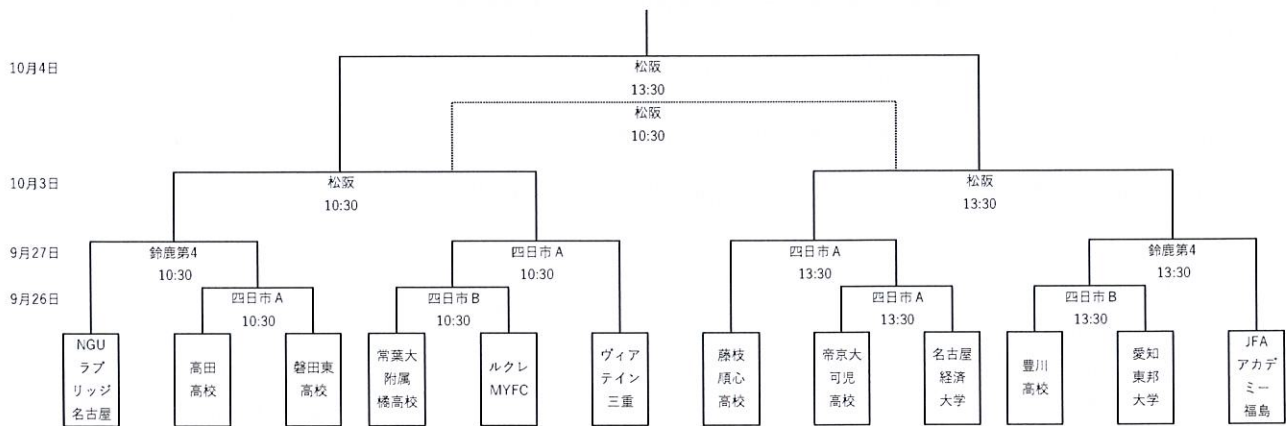 10月4日
松阪
13:30
松阪
10:30
10月3日
松阪
10:30
松阪
13:30
9月27日
鈴鹿第4
10:30
四日市A
10:30
四日市A
13:30
鈴鹿第4
13:30
9月26日
四日市A
10:30
四日市B
10:30
四日市A
13:30
四日市B
13:30
NGU
ラブ
リッジ
名古屋
高田
高校
磐田東
高校
常葉大
附属
橘高校
ルクレ
MYFC
ヴィア
テイン
三重
藤枝
順心
高校
帝京大
可児
高校
名古屋
経済
大学
豊川
高校
愛知
東邦
大学
JFA
アカデ
ミー
福島